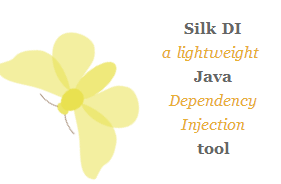 Silk DI
a lightweight
Java
Dependency
Injection
tool